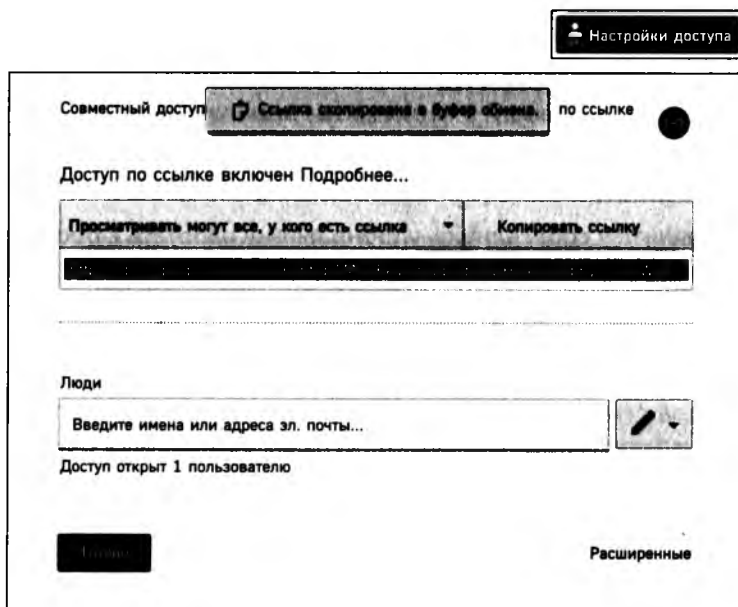 Настройки доступа
Совместный доступ Ссылка скопирована в буфер обмена. по ссылке
Доступ по ссылке включен Подробнее...
Просматривать могут все, у кого есть ссылка Копировать ссылку
Люди
Введите имена или адреса эл. почты...
Доступ открыт 1 пользователю
Готово Расширенные